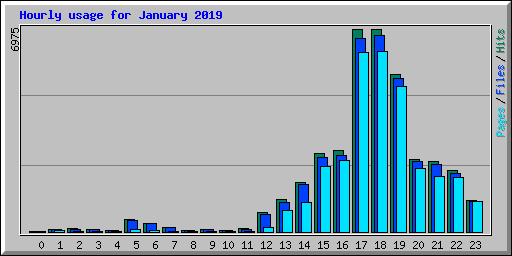 Hourly usage for January 2019
6975
Pages/Files/Hits
0 1 2 3 4 5 6 7 8 9 10 11 12 13 14 15 16 17 18 19 20 21 22 23